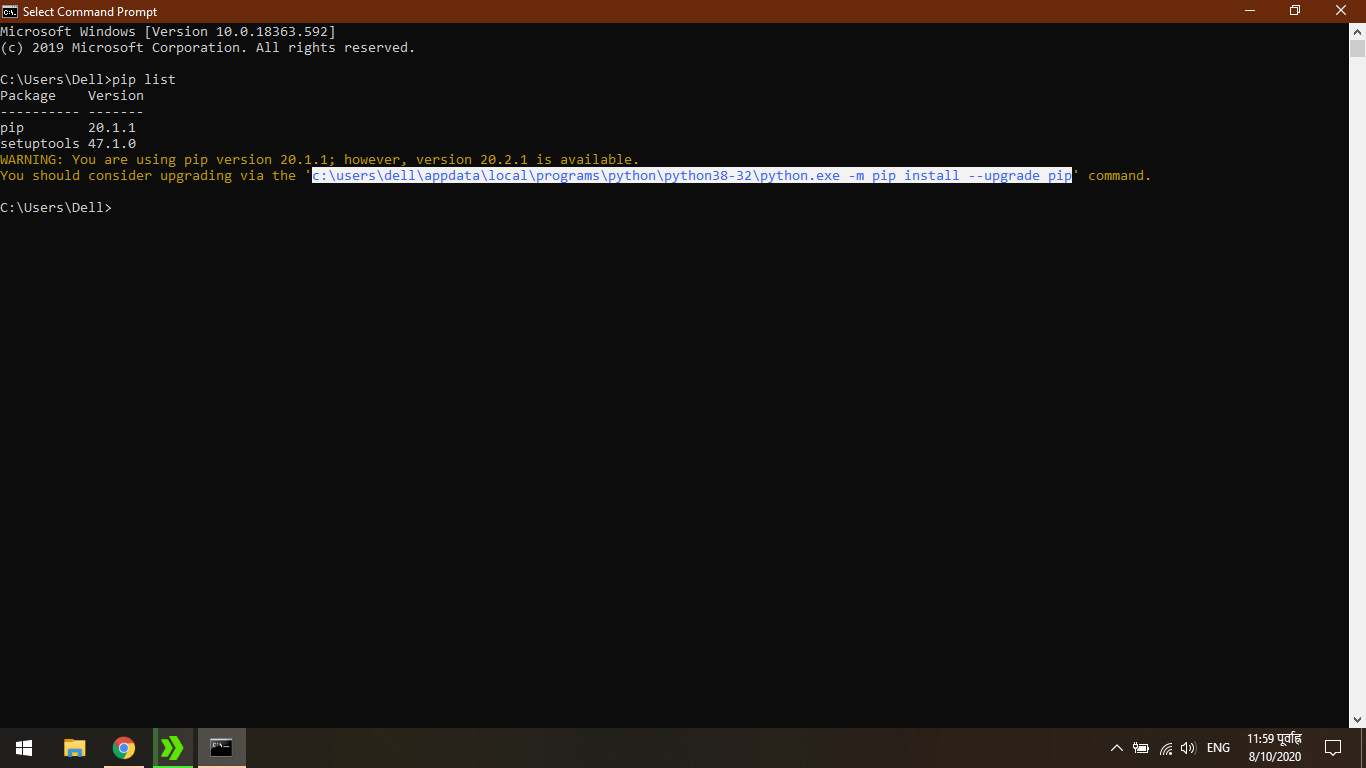 Select Command Prompt
Microsoft Windows [Version 10.0.18363.592]
(c) 2019 Microsoft Corporation. All rights reserved.
C:\Users\Dell>pip list
Package    Version
---------- -------
pip        20.1.1
setuptools 47.1.0
WARNING: You are using pip version 20.1.1; however, version 20.2.1 is available.
You should consider upgrading via the 'c:\users\dell\appdata\local\programs\python\python38-32\python.exe -m pip install --upgrade pip' command.
C:\Users\Dell>
ENG
11:59 पूर्वाह्न
8/10/2020